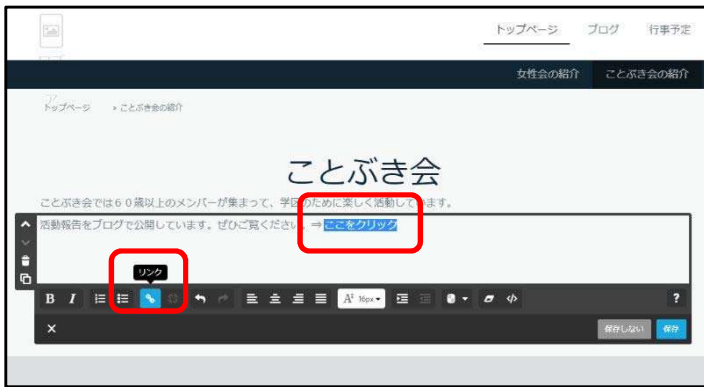 トップページ ブログ 行事予定
女性会の紹介 ことぶき会の紹介
トップページ ▸ ことぶき会の紹介
ことぶき会
ことぶき会では60歳以上のメンバーが集まって、学区のために楽しく活動しています。
活動報告をブログで公開しています。ぜひご覧ください。⇒ここをクリック
リンク
B I A 16px </> ?
× 保存しない 保存